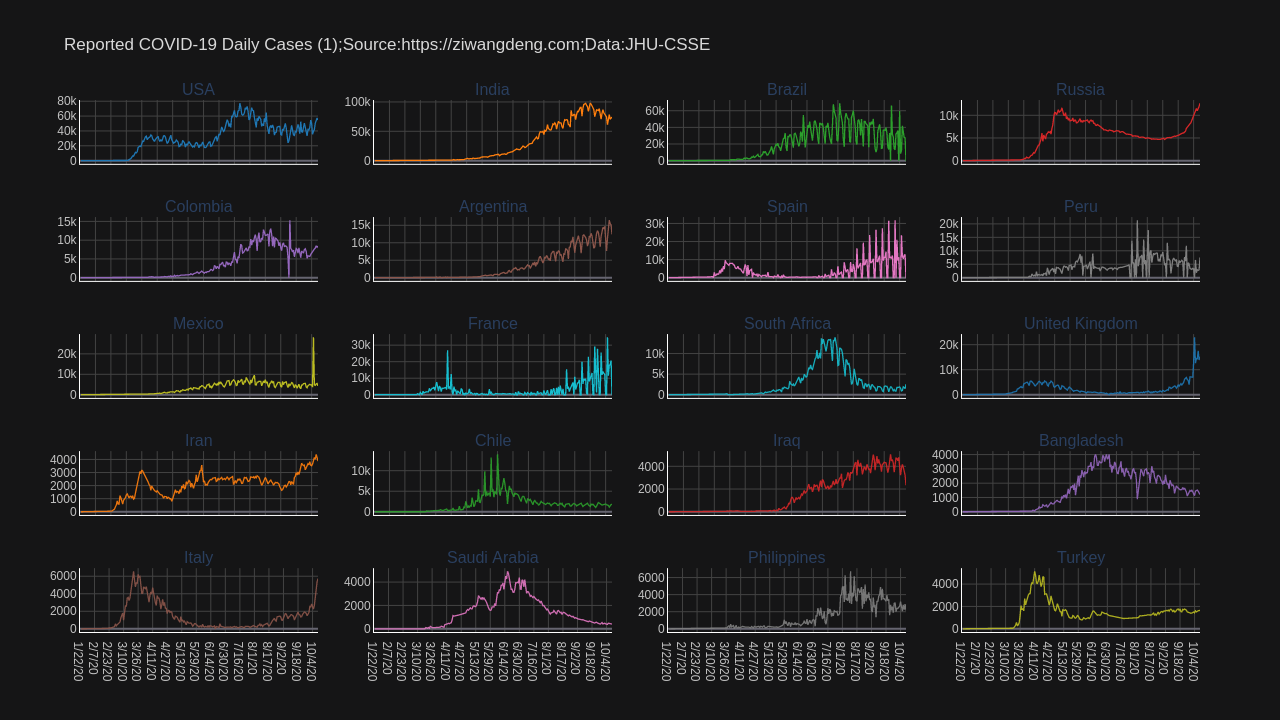 Reported COVID-19 Daily Cases (1);Source:https://ziwangdeng.com;Data:JHU-CSSE
USA
80k
60k
40k
20k
0
India
100k
50k
0
Brazil
60k
40k
20k
0
Russia
10k
5k
0
Colombia
15k
10k
5k
0
Argentina
15k
10k
5k
0
Spain
30k
20k
10k
0
Peru
20k
15k
10k
5k
0
Mexico
20k
10k
0
France
30k
20k
10k
0
South Africa
10k
5k
0
United Kingdom
20k
10k
0
Iran
4000
3000
2000
1000
0
Chile
10k
5k
0
Iraq
4000
2000
0
Bangladesh
4000
3000
2000
1000
0
Italy
6000
4000
2000
0
1/22/20 2/7/20 2/23/20 3/10/20 3/26/20 4/11/20 4/27/20 5/13/20 5/29/20 6/14/20 6/30/20 7/16/20 8/1/20 8/17/20 9/2/20 9/18/20 10/4/20
Saudi Arabia
4000
2000
0
1/22/20 2/7/20 2/23/20 3/10/20 3/26/20 4/11/20 4/27/20 5/13/20 5/29/20 6/14/20 6/30/20 7/16/20 8/1/20 8/17/20 9/2/20 9/18/20 10/4/20
Philippines
6000
4000
2000
0
1/22/20 2/7/20 2/23/20 3/10/20 3/26/20 4/11/20 4/27/20 5/13/20 5/29/20 6/14/20 6/30/20 7/16/20 8/1/20 8/17/20 9/2/20 9/18/20 10/4/20
Turkey
4000
2000
0
1/22/20 2/7/20 2/23/20 3/10/20 3/26/20 4/11/20 4/27/20 5/13/20 5/29/20 6/14/20 6/30/20 7/16/20 8/1/20 8/17/20 9/2/20 9/18/20 10/4/20